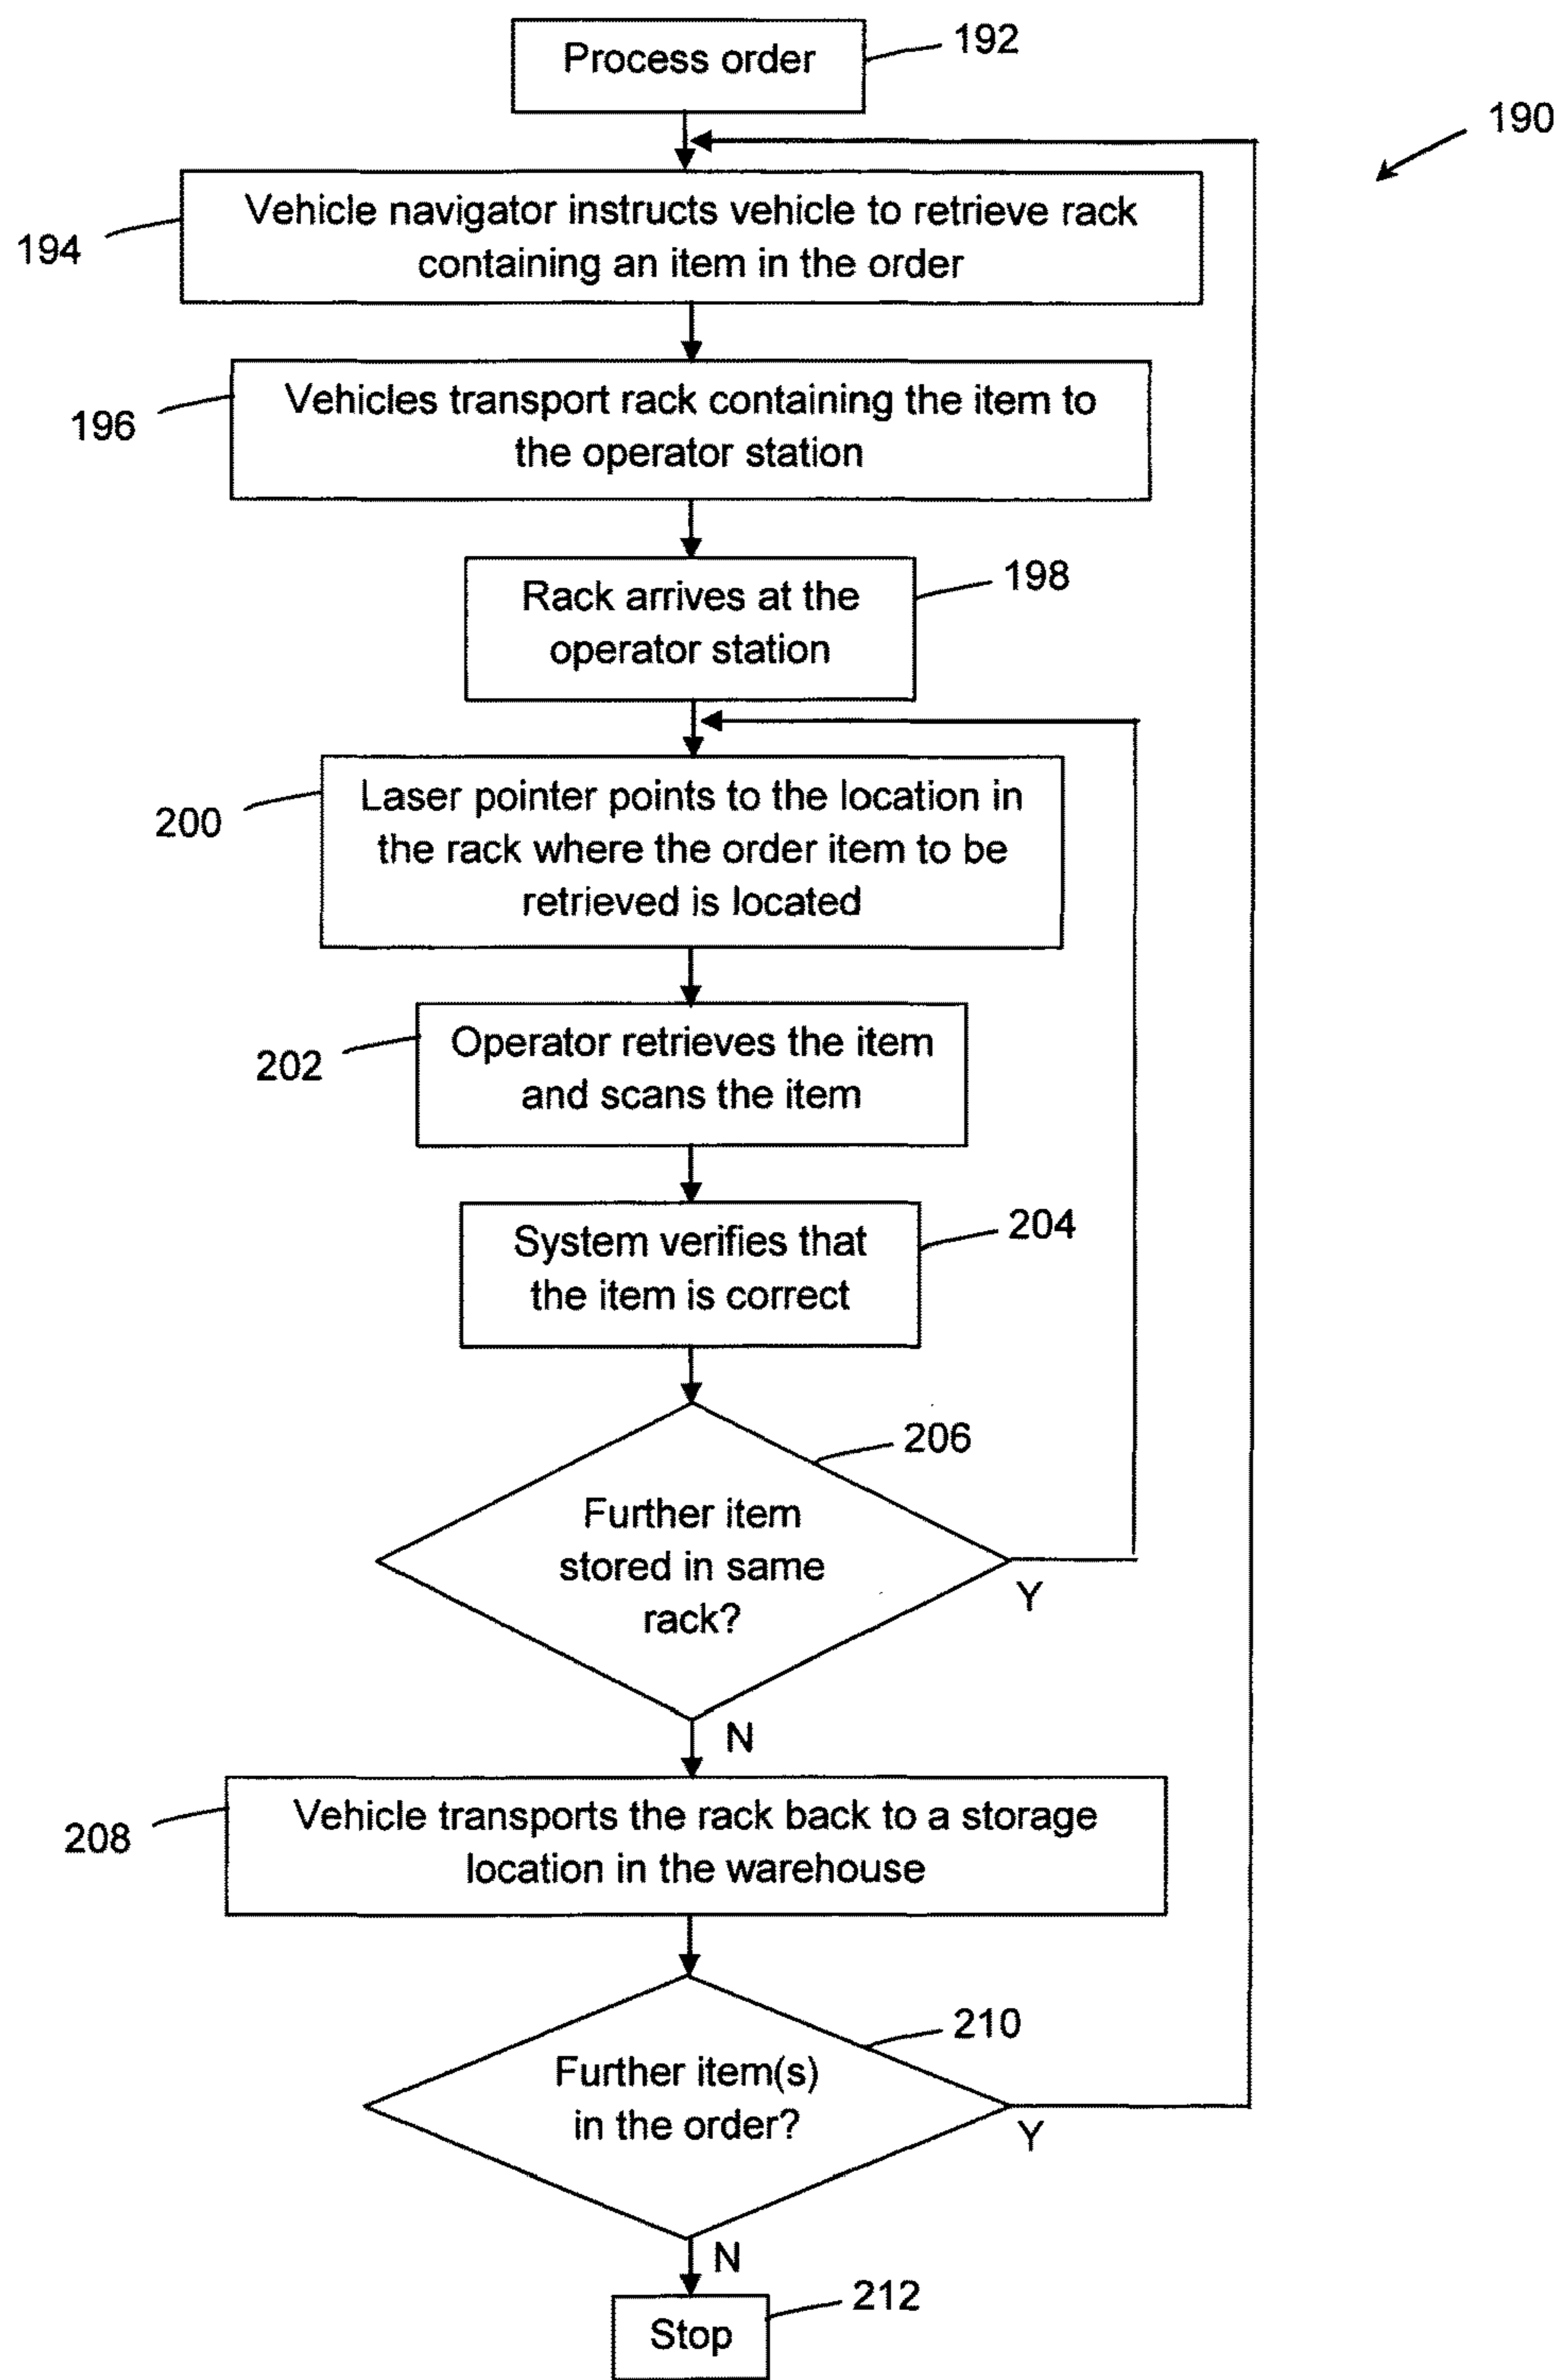 Process order
192
190
Vehicle navigator instructs vehicle to retrieve rack
containing an item in the order
194
Vehicles transport rack containing the item to
the operator station
196
Rack arrives at the
operator station
198
Laser pointer points to the location in
the rack where the order item to be
retrieved is located
200
Operator retrieves the item
and scans the item
202
System verifies that
the item is correct
204
206
Further item
stored in same
rack?
Y
N
Vehicle transports the rack back to a storage
location in the warehouse
208
210
Further item(s)
in the order?
Y
N
212
Stop